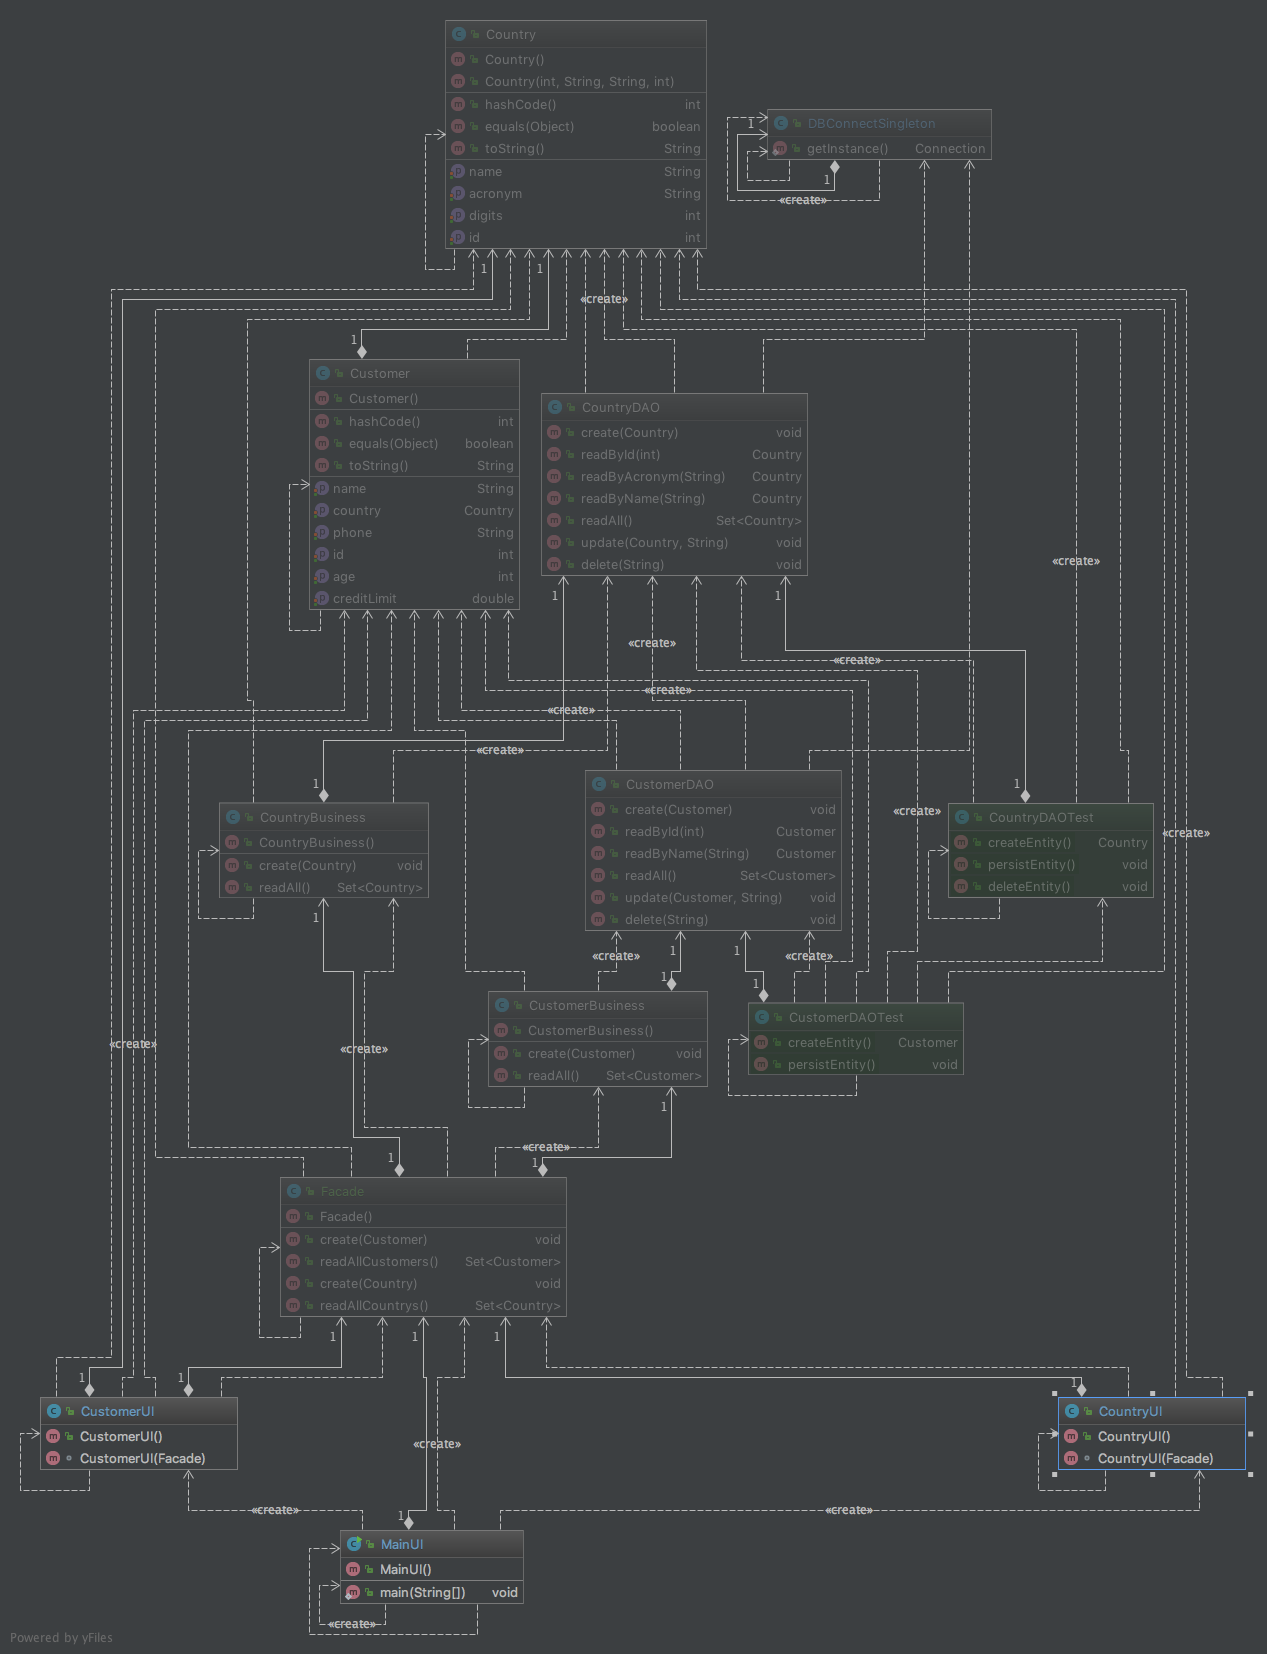 Country
Country()
Country(int, String, String, int)
hashCode() int
equals(Object) boolean
toString() String
name String
acronym String
digits int
id int
1
DBConnectSingleton
getInstance() Connection
1
«create»
1
1
«create»
1
Customer
Customer()
hashCode() int
equals(Object) boolean
toString() String
name String
country Country
phone String
id int
age int
creditLimit double
CountryDAO
create(Country) void
readById(int) Country
readByAcronym(String) Country
readByName(String) Country
readAll() Set<Country>
update(Country, String) void
delete(String) void
«create»
1
1
«create»
«create»
«create»
«create»
«create»
1
1
CountryBusiness
CountryBusiness()
create(Country) void
readAll() Set<Country>
1
CustomerDAO
create(Customer) void
readById(int) Customer
readByName(String) Customer
readAll() Set<Customer>
update(Customer, String) void
delete(String) void
«create»
CountryDAOTest
createEntity() Country
persistEntity() void
deleteEntity() void
«create»
«create»
1
1
«create»
1
1
CustomerBusiness
CustomerBusiness()
create(Customer) void
readAll() Set<Customer>
CustomerDAOTest
createEntity() Customer
persistEntity() void
«create»
«create»
1
«create»
1
1
Facade
Facade()
create(Customer) void
readAllCustomers() Set<Customer>
create(Country) void
readAllCountrys() Set<Country>
1
1
1
1
1
1
CustomerUI
CustomerUI()
CustomerUI(Facade)
«create»
CountryUI
CountryUI()
CountryUI(Facade)
«create»
1
«create»
MainUI
MainUI()
main(String[]) void
«create»
Powered by yFiles